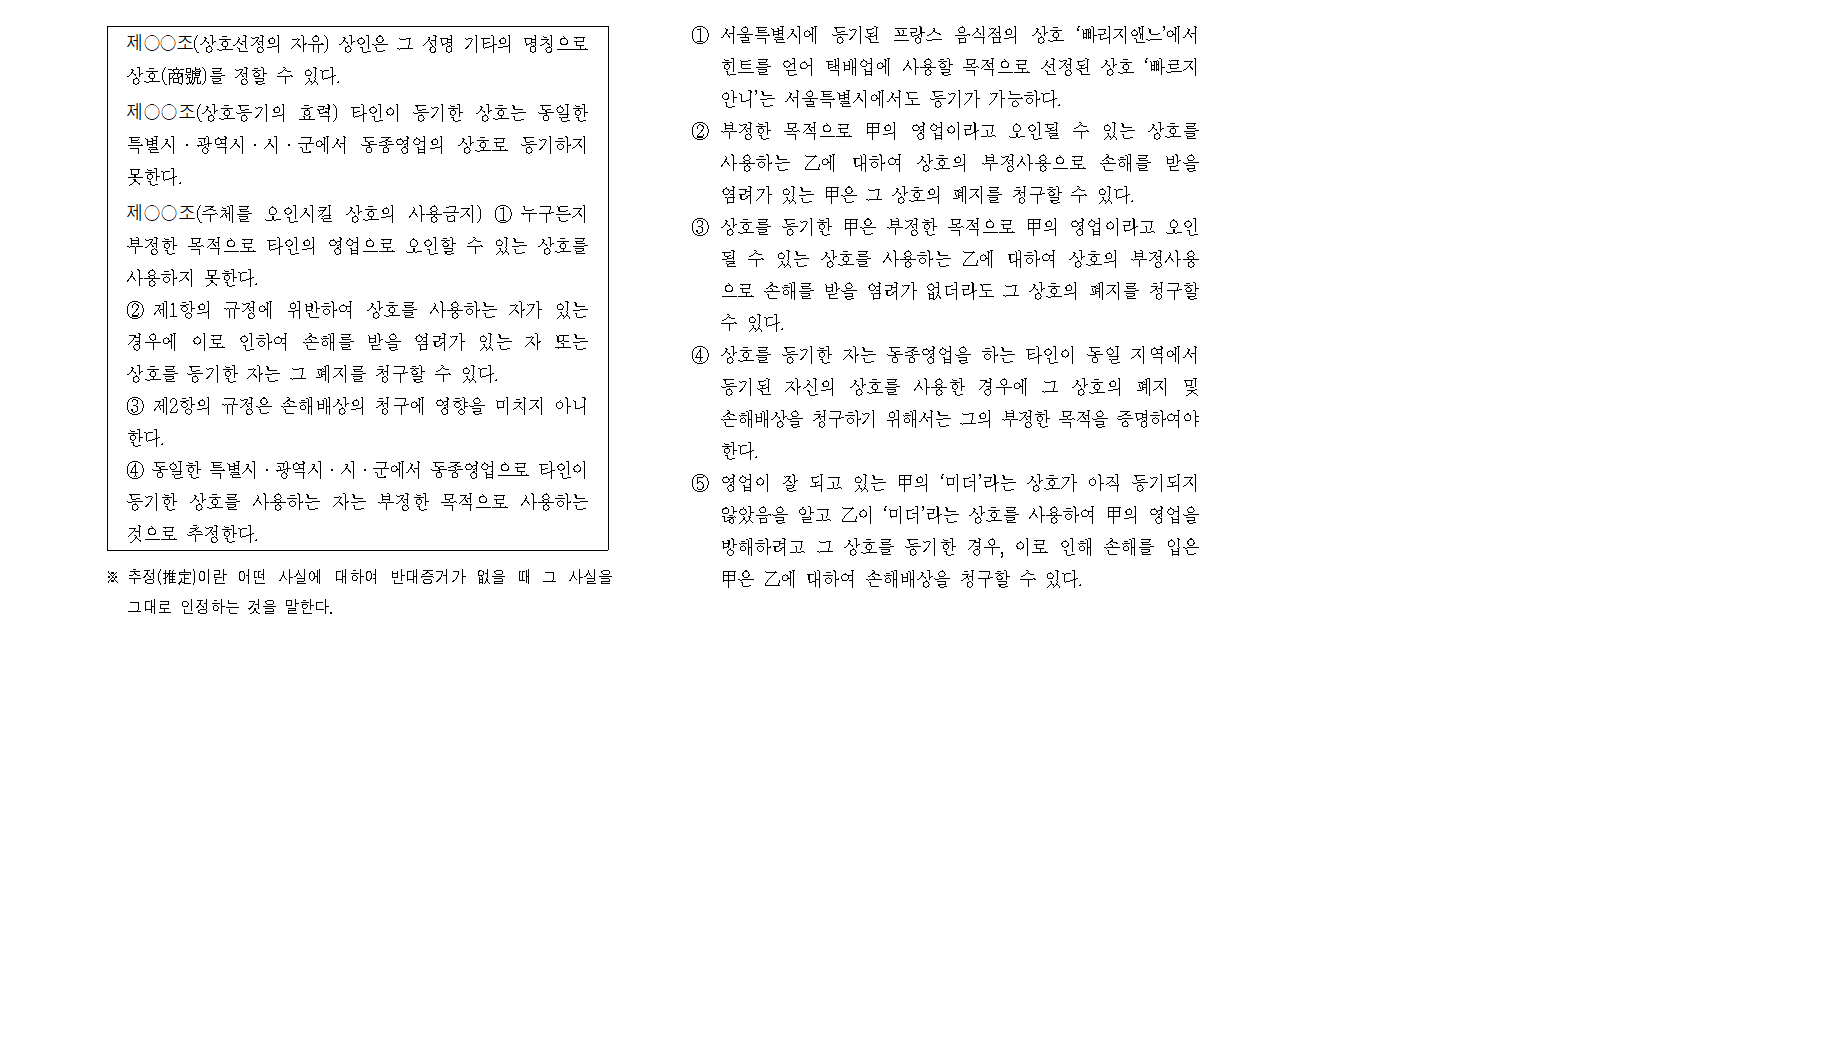 제○○조(상호선정의 자유) 상인은 그 성명 기타의 명칭으로
상호(商號)를 정할 수 있다.
제○○조(상호등기의 효력) 타인이 등기한 상호는 동일한
특별시·광역시·시·군에서 동종영업의 상호로 등기하지
못한다.
제○○조(주체를 오인시킬 상호의 사용금지) ① 누구든지
부정한 목적으로 타인의 영업으로 오인할 수 있는 상호를
사용하지 못한다.
② 제1항의 규정에 위반하여 상호를 사용하는 자가 있는
경우에 이로 인하여 손해를 받을 염려가 있는 자 또는
상호를 등기한 자는 그 폐지를 청구할 수 있다.
③ 제2항의 규정은 손해배상의 청구에 영향을 미치지 아니
한다.
④ 동일한 특별시·광역시·시·군에서 동종영업으로 타인이
등기한 상호를 사용하는 자는 부정한 목적으로 사용하는
것으로 추정한다.
※ 추정(推定)이란 어떤 사실에 대하여 반대증거가 없을 때 그 사실을
그대로 인정하는 것을 말한다.
① 서울특별시에 등기된 프랑스 음식점의 상호 ‘빠리지앤느’에서
힌트를 얻어 택배업에 사용할 목적으로 선정된 상호 ‘빠르지
안니’는 서울특별시에서도 등기가 가능하다.
② 부정한 목적으로 甲의 영업이라고 오인될 수 있는 상호를
사용하는 乙에 대하여 상호의 부정사용으로 손해를 받을
염려가 있는 甲은 그 상호의 폐지를 청구할 수 있다.
③ 상호를 등기한 甲은 부정한 목적으로 甲의 영업이라고 오인
될 수 있는 상호를 사용하는 乙에 대하여 상호의 부정사용
으로 손해를 받을 염려가 없더라도 그 상호의 폐지를 청구할
수 있다.
④ 상호를 등기한 자는 동종영업을 하는 타인이 동일 지역에서
등기된 자신의 상호를 사용한 경우에 그 상호의 폐지 및
손해배상을 청구하기 위해서는 그의 부정한 목적을 증명하여야
한다.
⑤ 영업이 잘 되고 있는 甲의 ‘미더’라는 상호가 아직 등기되지
않았음을 알고 乙이 ‘미더’라는 상호를 사용하여 甲의 영업을
방해하려고 그 상호를 등기한 경우, 이로 인해 손해를 입은
甲은 乙에 대하여 손해배상을 청구할 수 있다.